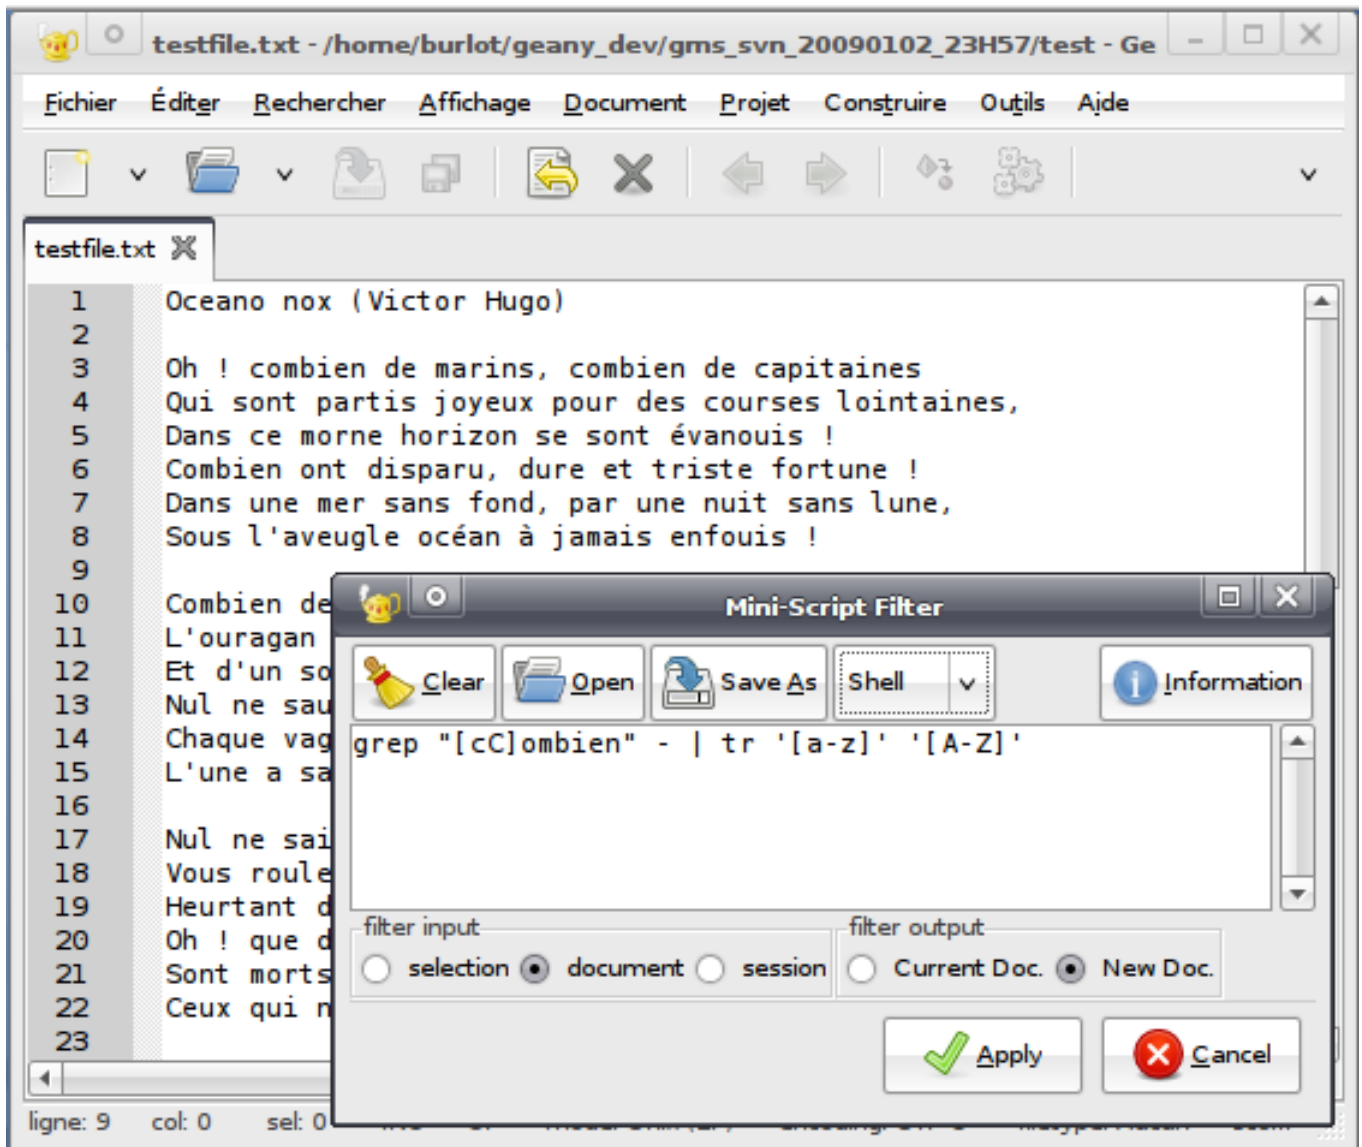 testfile.txt - /home/burlot/geany_dev/gms_svn_20090102_23H57/test - Ge
Fichier Éditer Rechercher Affichage Document Projet Construire Outils Aide
testfile.txt
1 Oceano nox (Victor Hugo)
2
3 Oh ! combien de marins, combien de capitaines
4 Qui sont partis joyeux pour des courses lointaines,
5 Dans ce morne horizon se sont évanouis !
6 Combien ont disparu, dure et triste fortune !
7 Dans une mer sans fond, par une nuit sans lune,
8 Sous l'aveugle océan à jamais enfouis !
9
10 Combien de
11 L'ouragan
12 Et d'un so
13 Nul ne sau
14 Chaque vag
15 L'une a sa
16
17 Nul ne sai
18 Vous roule
19 Heurtant d
20 Oh ! que d
21 Sont morts
22 Ceux qui n
23
Mini-Script Filter
Clear Open Save As Shell Information
grep "[cC]ombien" - | tr '[a-z]' '[A-Z]'
filter input filter output
selection document session Current Doc. New Doc.
Apply Cancel
ligne: 9 col: 0 sel: 0